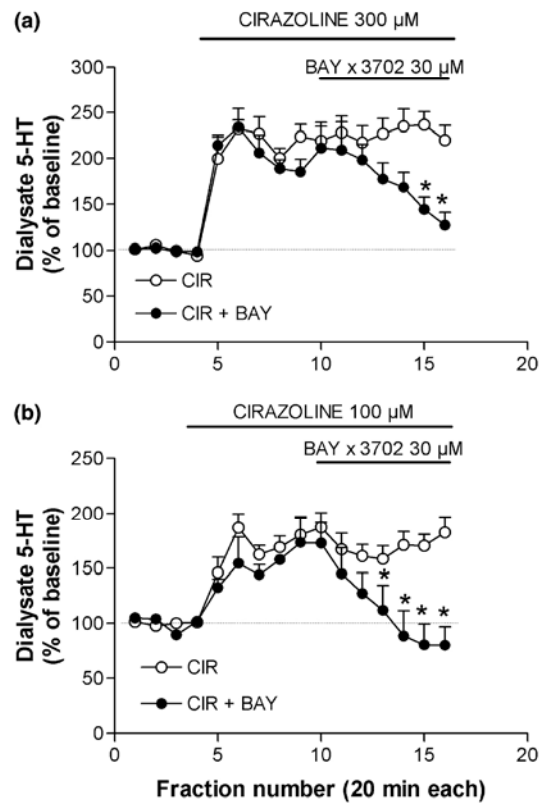 (a)
CIRAZOLINE 300 µM
BAY x 3702 30 µM
Dialysate 5-HT
(% of baseline)
300
250
200
150
100
50
0
* *
CIR
CIR + BAY
0 5 10 15 20
(b)
CIRAZOLINE 100 µM
BAY x 3702 30 µM
Dialysate 5-HT
(% of baseline)
250
200
150
100
50
0
* * * *
CIR
CIR + BAY
0 5 10 15 20
Fraction number (20 min each)